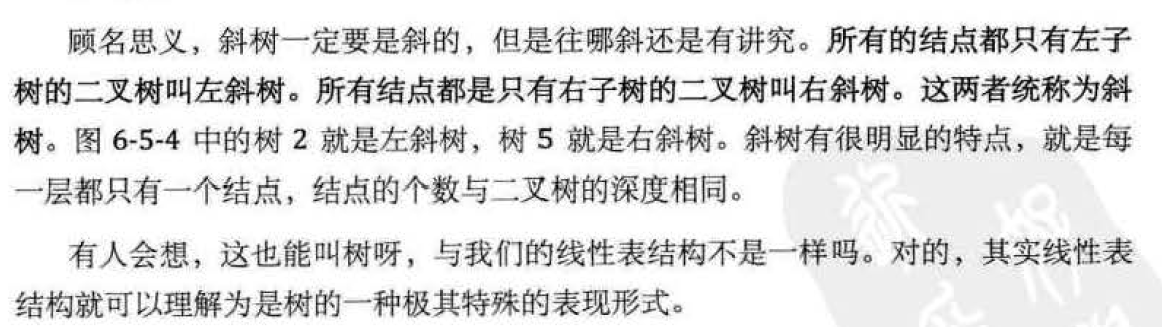 顾名思义，斜树一定要是斜的，但是往哪斜还是有讲究。所有的结点都只有左子
树的二叉树叫左斜树。所有结点都是只有右子树的二叉树叫右斜树。这两者统称为斜
树。图 6-5-4 中的树 2 就是左斜树，树 5 就是右斜树。斜树有很明显的特点，就是每
一层都只有一个结点，结点的个数与二叉树的深度相同。
有人会想，这也能叫树呀，与我们的线性表结构不是一样吗。对的，其实线性表
结构就可以理解为是树的一种极其特殊的表现形式。